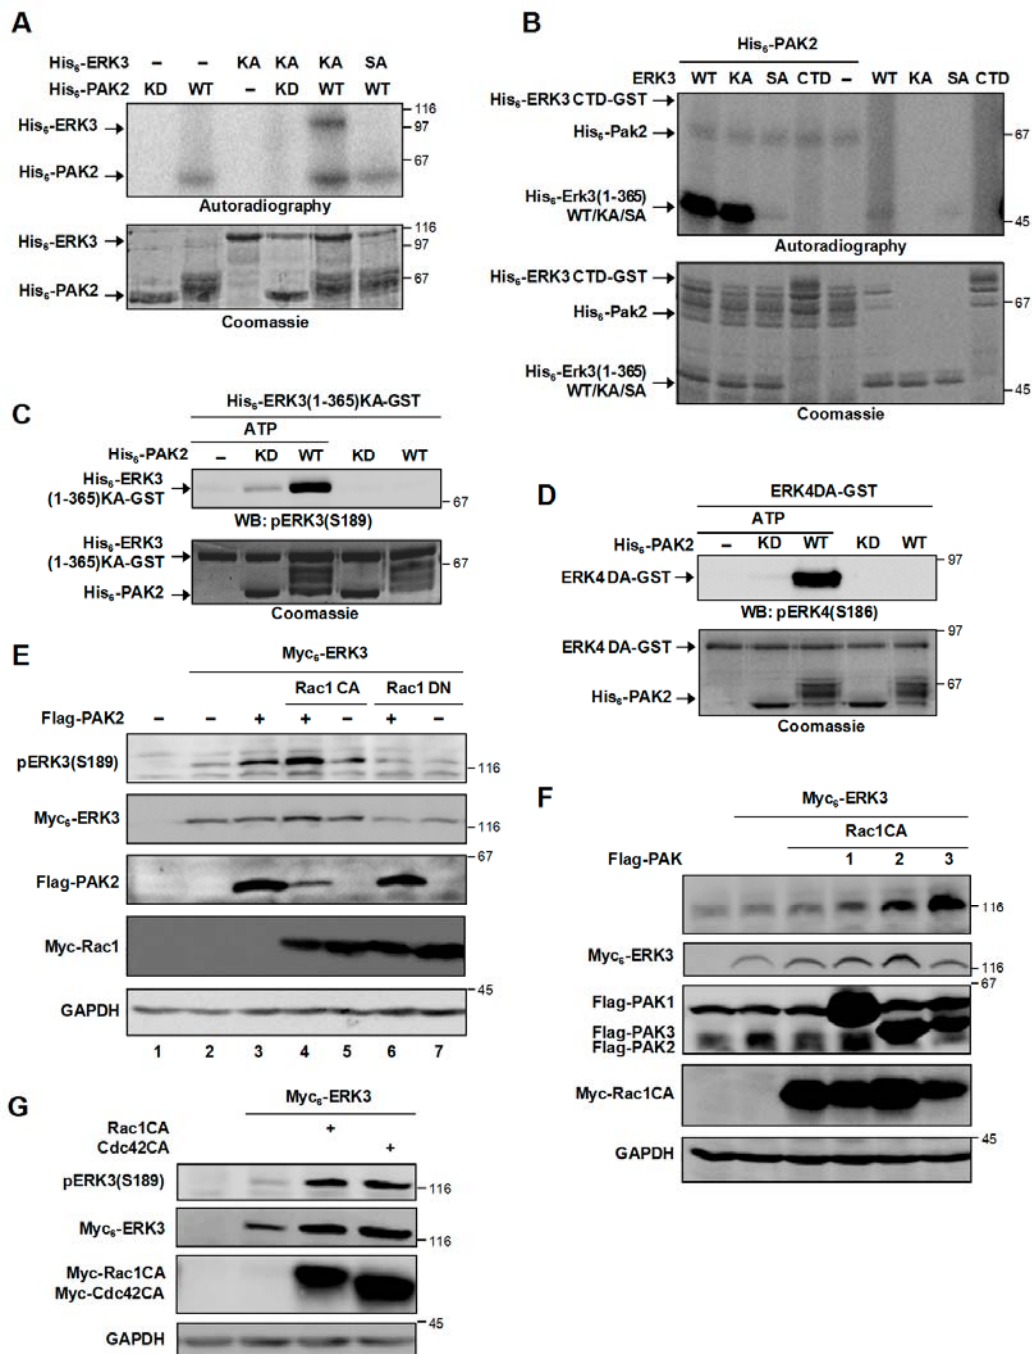 A
His₆-ERK3 – – KA KA KA SA
His₆-PAK2 KD WT – KD WT WT
His₆-ERK3
His₆-PAK2
116
97
67
Autoradiography
His₆-ERK3
His₆-PAK2
116
97
67
Coomassie
B
His₆-PAK2
ERK3 WT KA SA CTD – WT KA SA CTD
His₆-ERK3 CTD-GST
His₆-Pak2
His₆-Erk3(1-365)
WT/KA/SA
67
45
Autoradiography
His₆-ERK3 CTD-GST
His₆-Pak2
His₆-Erk3(1-365)
WT/KA/SA
67
45
Coomassie
C
His₆-ERK3(1-365)KA-GST
ATP
His₆-PAK2 – KD WT KD WT
His₆-ERK3
(1-365)KA-GST
67
WB: pERK3(S189)
His₆-ERK3
(1-365)KA-GST
His₆-PAK2
67
Coomassie
D
ERK4DA-GST
ATP
His₆-PAK2 – KD WT KD WT
ERK4 DA-GST
97
WB: pERK4(S186)
ERK4 DA-GST
His₆-PAK2
97
67
Coomassie
E
Myc₆-ERK3
Rac1 CA Rac1 DN
Flag-PAK2 – – + + – + –
pERK3(S189)
116
Myc₆-ERK3
116
67
Flag-PAK2
Myc-Rac1
45
GAPDH
1 2 3 4 5 6 7
F
Myc₆-ERK3
Rac1CA
Flag-PAK 1 2 3
116
Myc₆-ERK3
116
67
Flag-PAK1
Flag-PAK3
Flag-PAK2
Myc-Rac1CA
45
GAPDH
G
Myc₆-ERK3
Rac1CA +
Cdc42CA +
pERK3(S189)
116
Myc₆-ERK3
116
Myc-Rac1CA
Myc-Cdc42CA
45
GAPDH